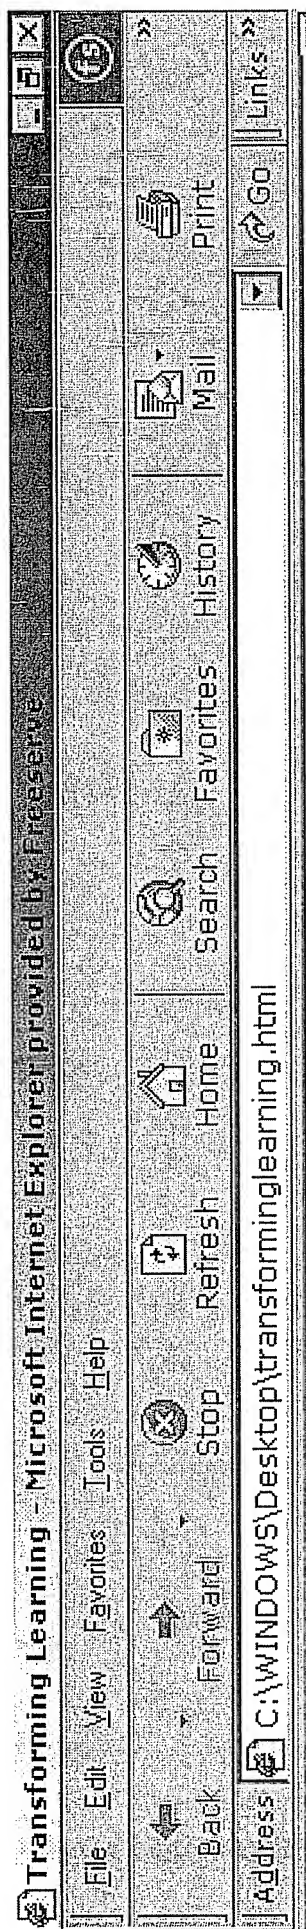 Transforming Learning - Microsoft Internet Explorer provided by Freeserve
File Edit View Favorites Tools Help
fs
Back Forward Stop Refresh Home Search Favorites History Mail Print »
Address C:\WINDOWS\Desktop\transforminglearning.html Go Links »